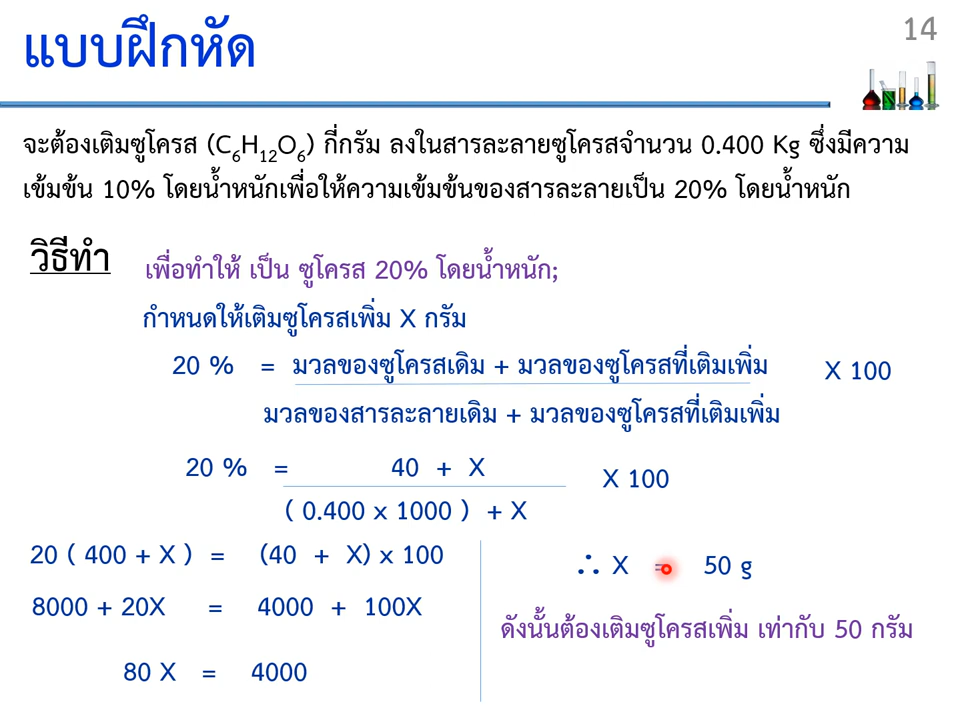 14
แบบฝึกหัด
จะต้องเติมซูโครส (C₆H₁₂O₆) กี่กรัม ลงในสารละลายซูโครสจำนวน 0.400 Kg ซึ่งมีความ
เข้มข้น 10% โดยน้ำหนักเพื่อให้ความเข้มข้นของสารละลายเป็น 20% โดยน้ำหนัก
วิธีทำ
เพื่อทำให้ เป็น ซูโครส 20% โดยน้ำหนัก;
กำหนดให้เติมซูโครสเพิ่ม X กรัม
20 % = มวลของซูโครสเดิม + มวลของซูโครสที่เติมเพิ่ม X 100
มวลของสารละลายเดิม + มวลของซูโครสที่เติมเพิ่ม
20 % = 40 + X X 100
( 0.400 x 1000 ) + X
20 ( 400 + X ) = (40 + X) x 100
8000 + 20X = 4000 + 100X
80 X = 4000
∴ X = 50 g
ดังนั้นต้องเติมซูโครสเพิ่ม เท่ากับ 50 กรัม